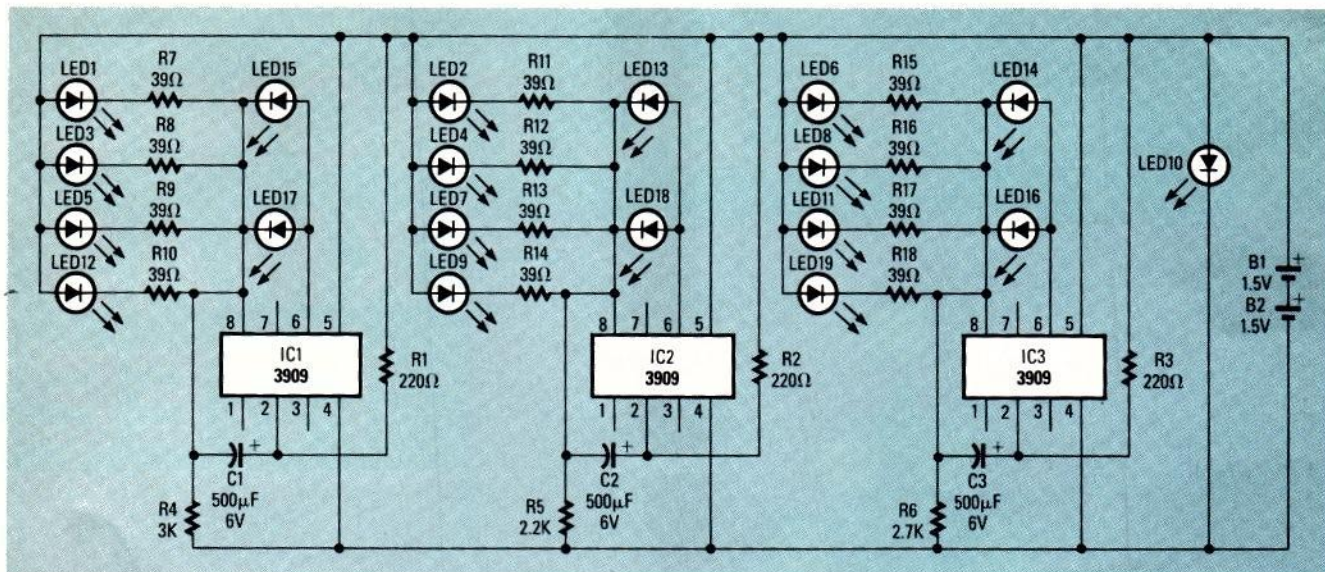 LED1
R7
39Ω
LED15
LED3
R8
39Ω
LED5
R9
39Ω
LED17
LED12
R10
39Ω
8 7 6 5
IC1
3909
1 2 3 4
R1
220Ω
+
C1
500µF
6V
R4
3K
LED2
R11
39Ω
LED13
LED4
R12
39Ω
LED7
R13
39Ω
LED18
LED9
R14
39Ω
8 7 6 5
IC2
3909
1 2 3 4
R2
220Ω
+
C2
500µF
6V
R5
2.2K
LED6
R15
39Ω
LED14
LED8
R16
39Ω
LED11
R17
39Ω
LED16
LED19
R18
39Ω
8 7 6 5
IC3
3909
1 2 3 4
R3
220Ω
+
C3
500µF
6V
R6
2.7K
LED10
B1
1.5V
+
B2
1.5V
+